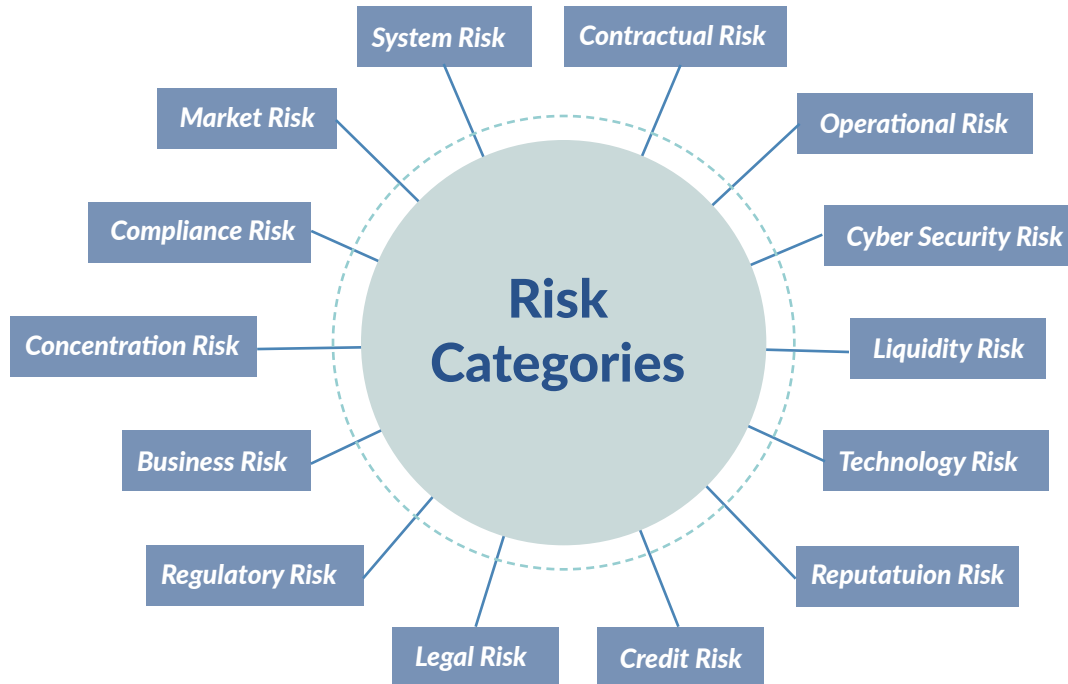 System Risk
Contractual Risk
Market Risk
Operational Risk
Compliance Risk
Cyber Security Risk
Risk
Categories
Concentration Risk
Liquidity Risk
Business Risk
Technology Risk
Regulatory Risk
Reputatuion Risk
Legal Risk
Credit Risk